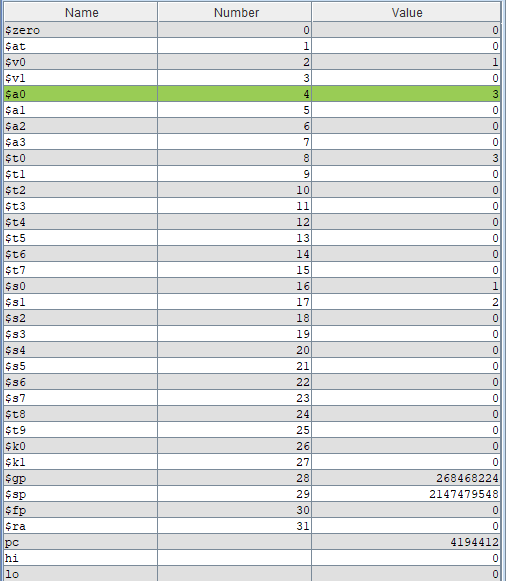 Name Number Value
$zero 0 0
$at 1 0
$v0 2 1
$v1 3 0
$a0 4 3
$a1 5 0
$a2 6 0
$a3 7 0
$t0 8 3
$t1 9 0
$t2 10 0
$t3 11 0
$t4 12 0
$t5 13 0
$t6 14 0
$t7 15 0
$s0 16 1
$s1 17 2
$s2 18 0
$s3 19 0
$s4 20 0
$s5 21 0
$s6 22 0
$s7 23 0
$t8 24 0
$t9 25 0
$k0 26 0
$k1 27 0
$gp 28 268468224
$sp 29 2147479548
$fp 30 0
$ra 31 0
pc 4194412
hi 0
lo 0